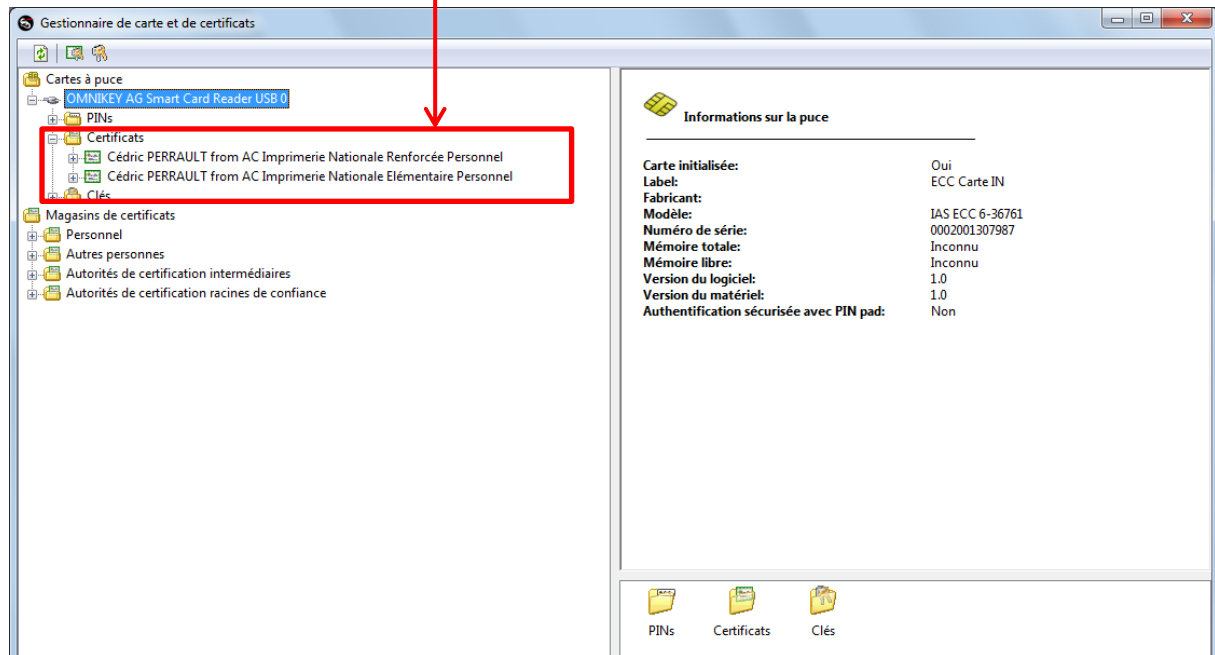 Gestionnaire de carte et de certificats
Cartes à puce
OMNIKEY AG Smart Card Reader USB 0
PINs
Certificats
Cédric PERRAULT from AC Imprimerie Nationale Renforcée Personnel
Cédric PERRAULT from AC Imprimerie Nationale Elémentaire Personnel
Clés
Magasins de certificats
Personnel
Autres personnes
Autorités de certification intermédiaires
Autorités de certification racines de confiance
Informations sur la puce
Carte initialisée: Oui
Label: ECC Carte IN
Fabricant:
Modèle: IAS ECC 6-36761
Numéro de série: 0002001307987
Mémoire totale: Inconnu
Mémoire libre: Inconnu
Version du logiciel: 1.0
Version du matériel: 1.0
Authentification sécurisée avec PIN pad: Non
PINs Certificats Clés